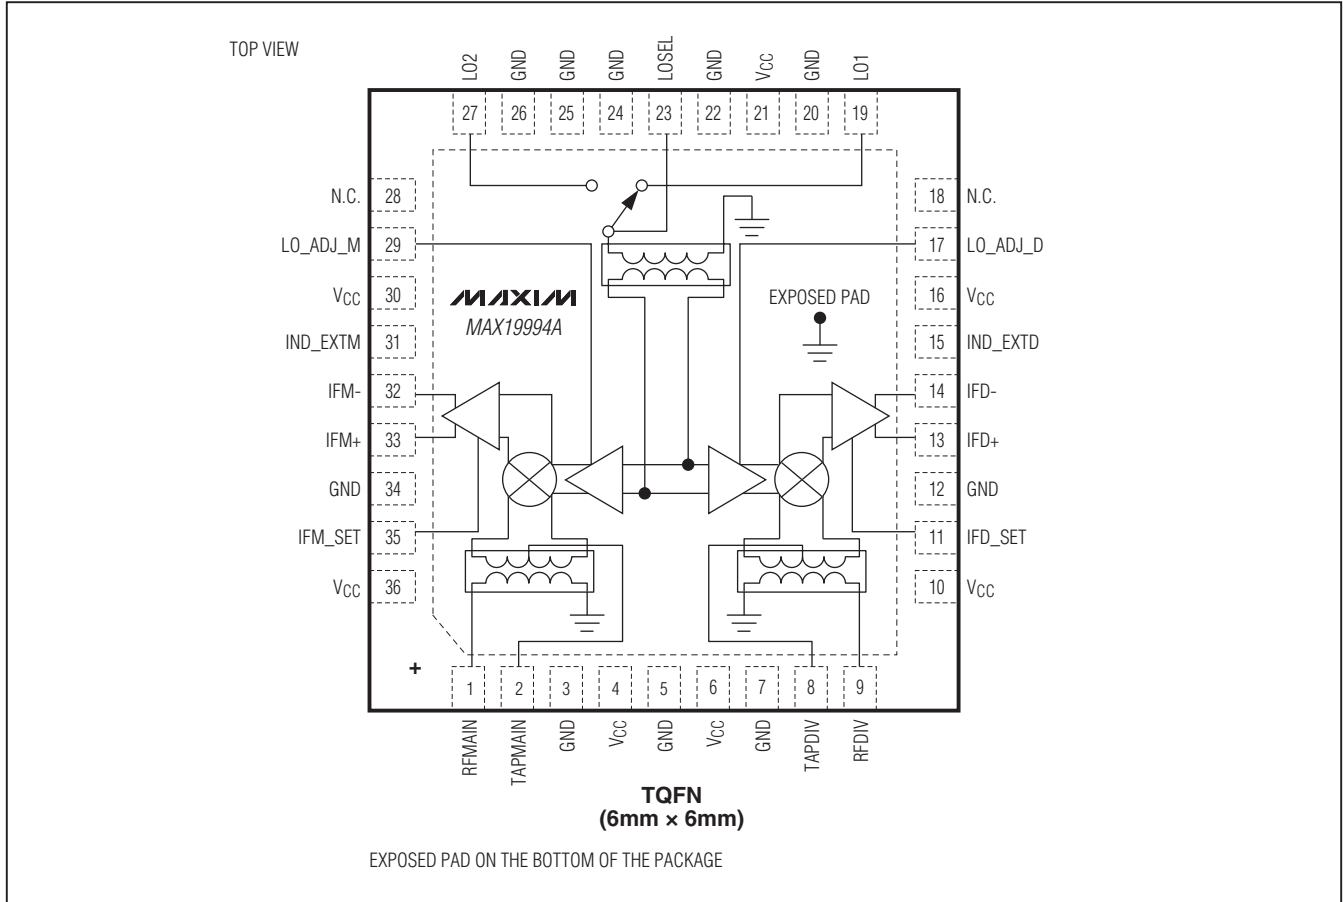 TOP VIEW
LO2
GND
GND
GND
LOSEL
GND
VCC
GND
LO1
27
26
25
24
23
22
21
20
19
N.C. 28
18 N.C.
LO_ADJ_M 29
17 LO_ADJ_D
VCC 30
MAXIM
EXPOSED PAD
16 VCC
MAX19994A
IND_EXTM 31
15 IND_EXTD
IFM- 32
14 IFD-
IFM+ 33
13 IFD+
GND 34
12 GND
IFM_SET 35
11 IFD_SET
VCC 36
10 VCC
+
1
2
3
4
5
6
7
8
9
RFMAIN
TAPMAIN
GND
VCC
GND
VCC
GND
TAPDIV
RFDIV
TQFN
(6mm × 6mm)
EXPOSED PAD ON THE BOTTOM OF THE PACKAGE